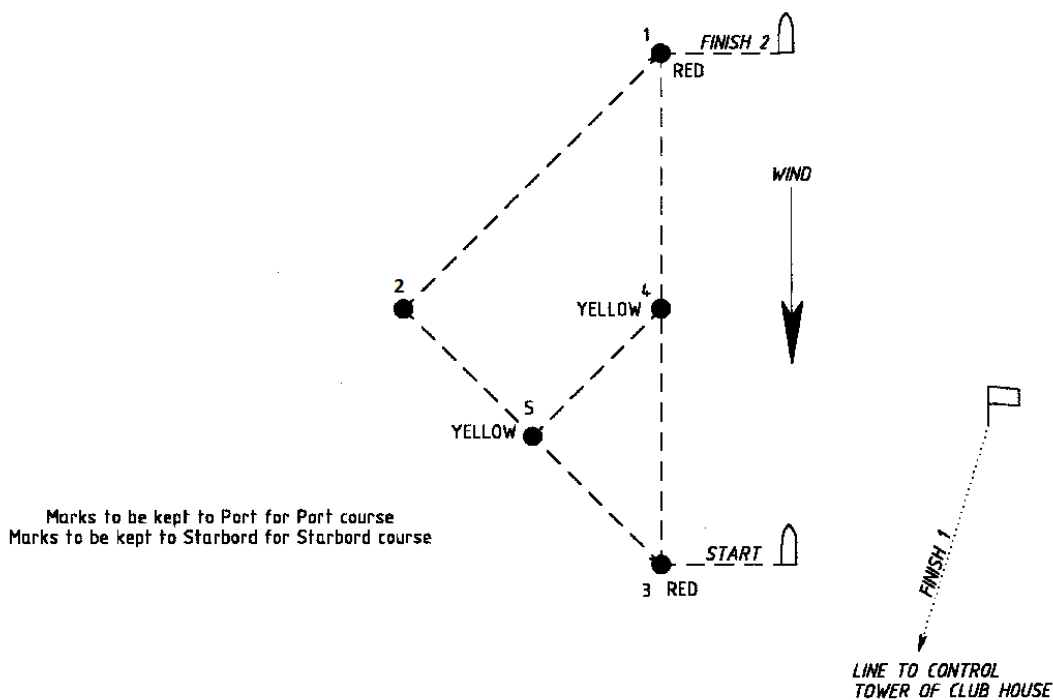 1
FINISH 2
RED
WIND
2
4
YELLOW
5
YELLOW
Marks to be kept to Port for Port course
Marks to be kept to Starbord for Starbord course
START
3 RED
FINISH 1
LINE TO CONTROL
TOWER OF CLUB HOUSE